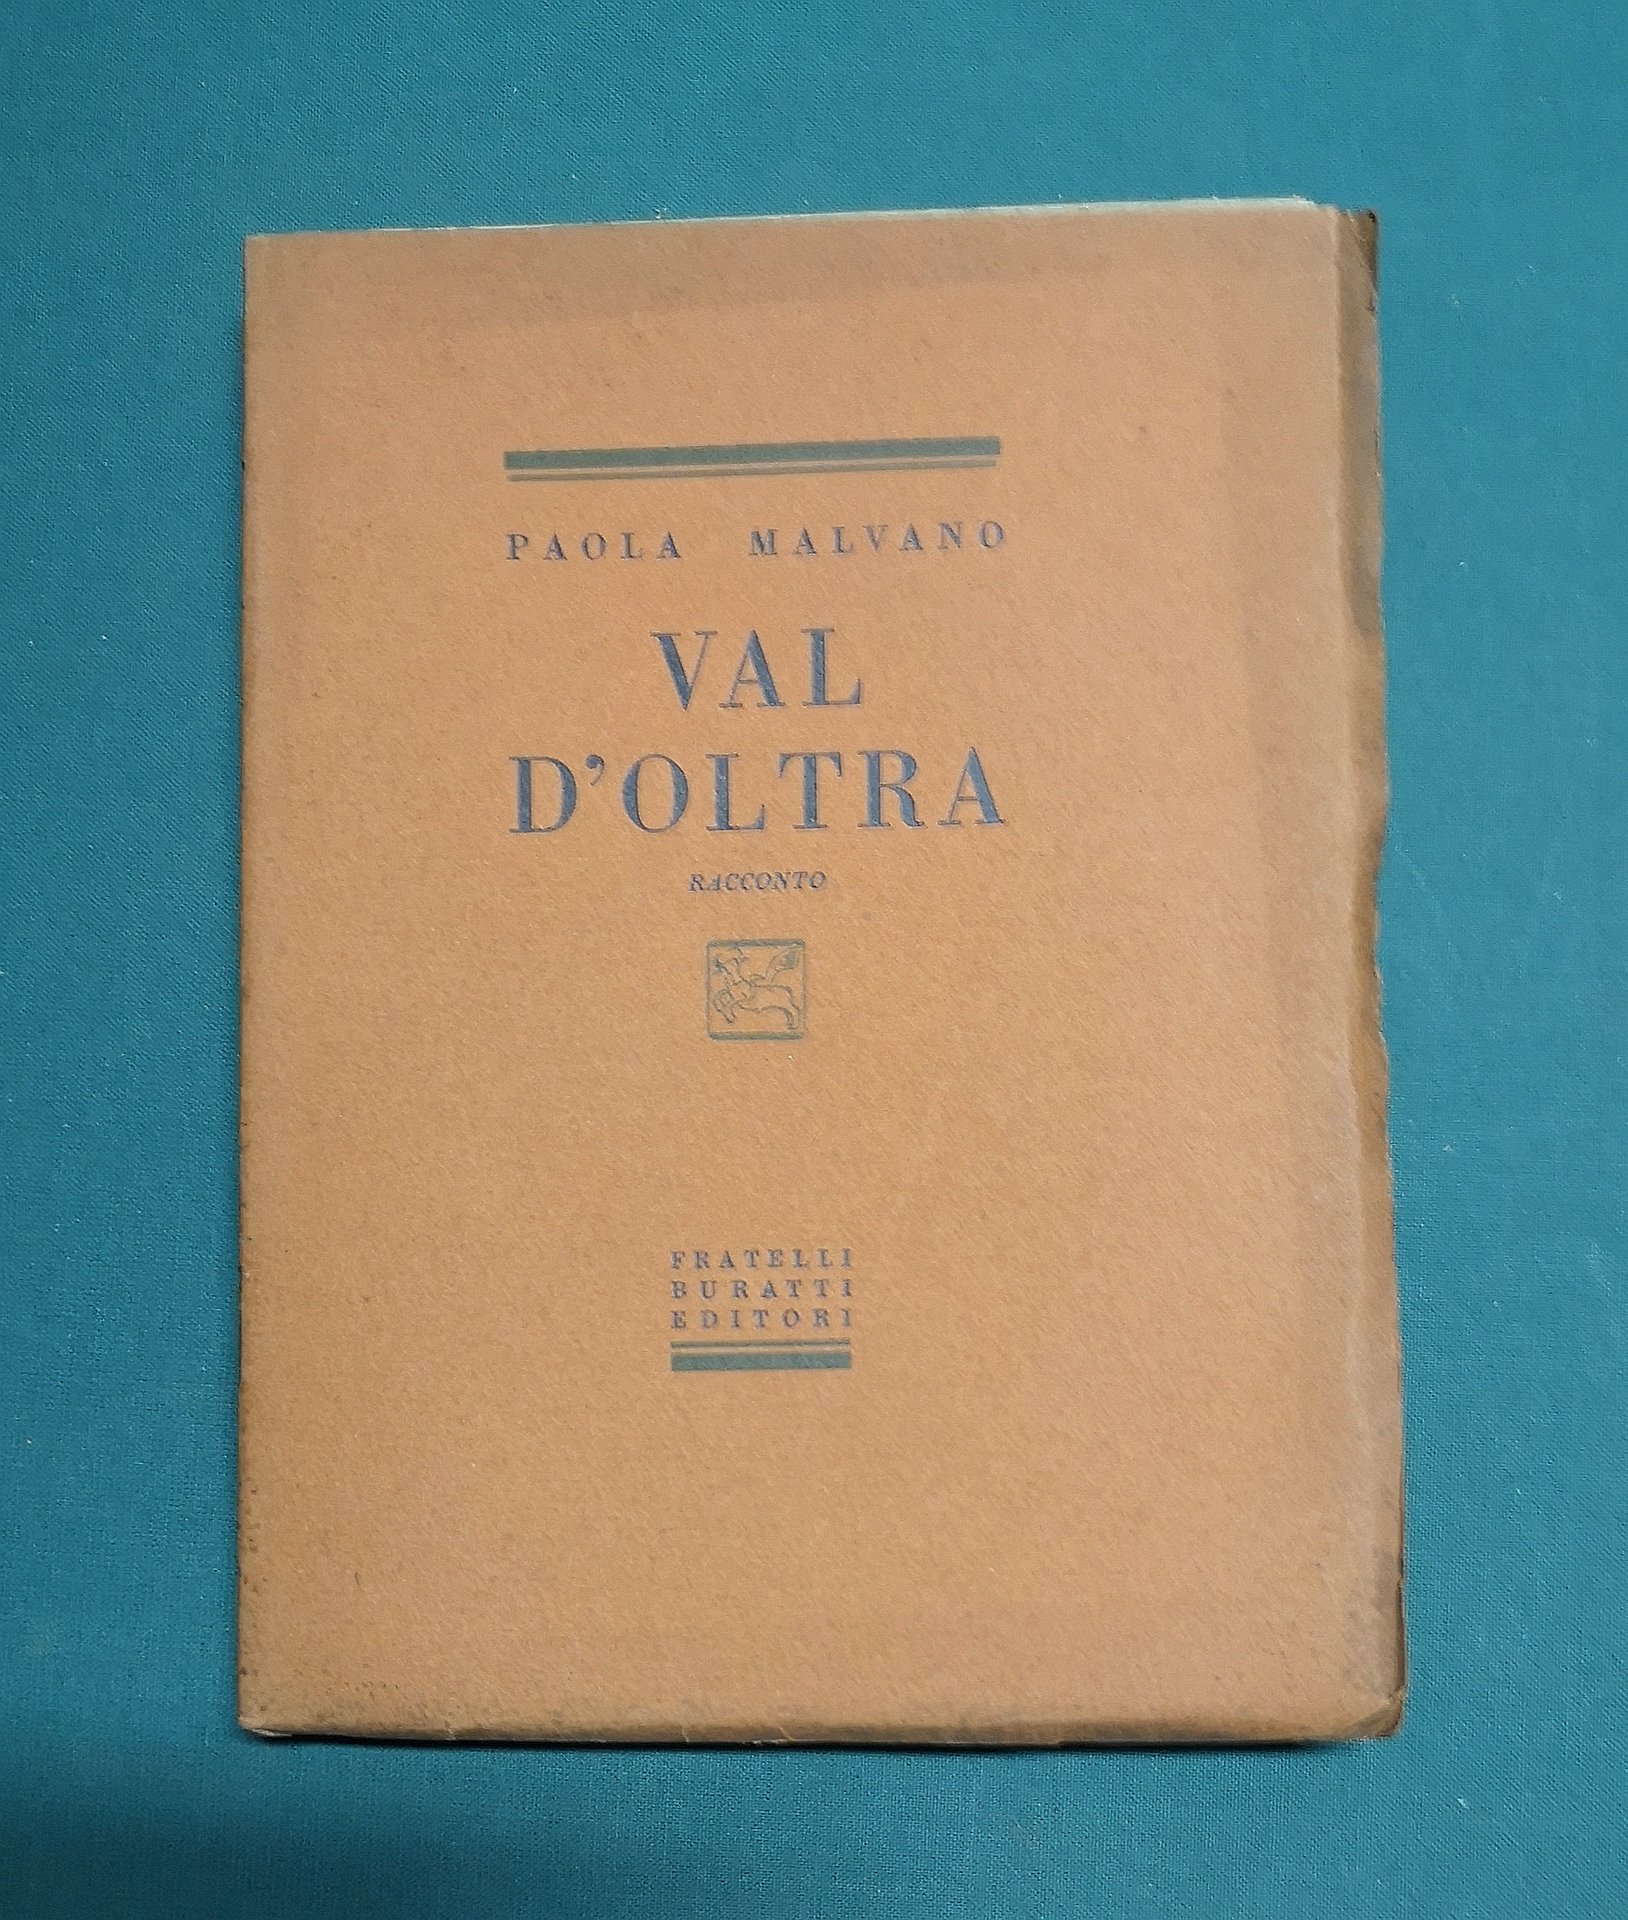 PAOLA MALVANO
VAL
D'OLTRA
RACCONTO
FRATELLI
BURATTI
EDITORI